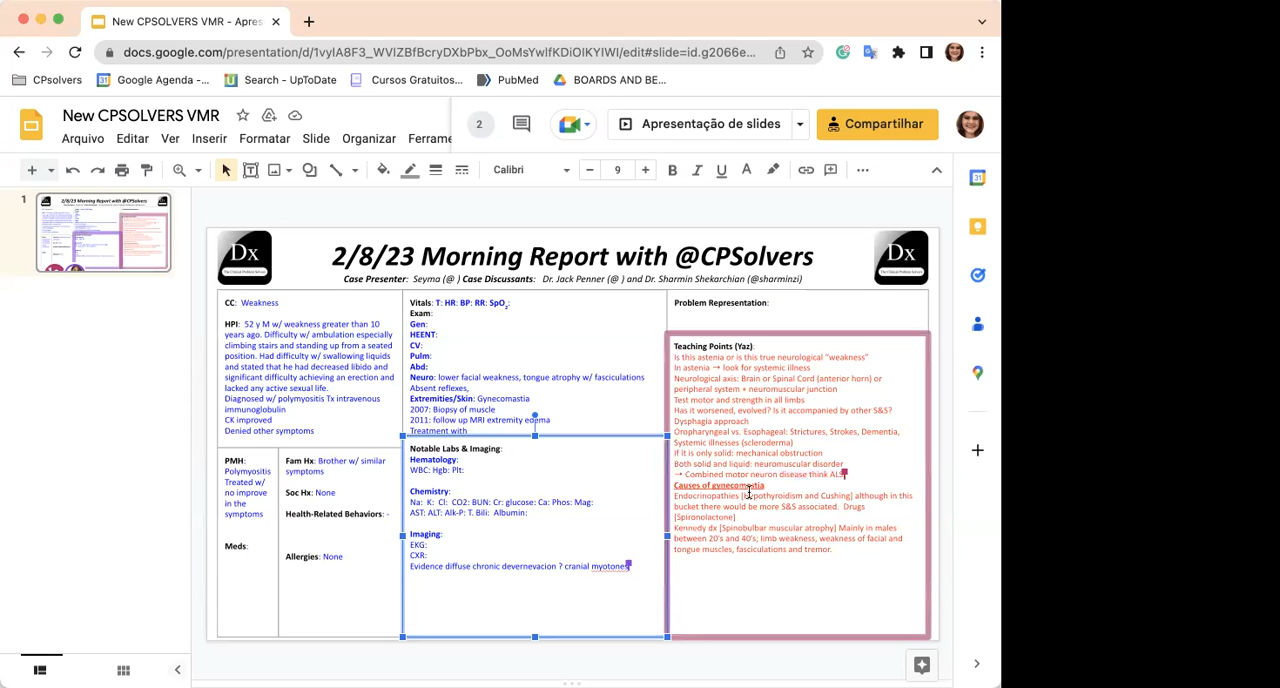 New CPSOLVERS VMR - Apres
docs.google.com/presentation/d/1vyIA8F3_WVIZBfBcryDXbPbx_OoMsYwlfKDiOlKYIWI/edit#slide=id.g2066e...
CPsolvers
Google Agenda -...
Search - UpToDate
Cursos Gratuitos...
PubMed
BOARDS AND BE...
New CPSOLVERS VMR
2
Apresentação de slides
Compartilhar
Arquivo Editar Ver Inserir Formatar Slide Organizar Ferrame
Calibri
9
B I U A
31
1
Dx
2/8/23 Morning Report with @CPSolvers
Case Presenter: Seyma (@ ) Case Discussants: Dr. Jack Penner (@ ) and Dr. Sharmin Shekarchian (@sharminzi)
Dx
CC: Weakness
HPI: 52 y M w/ weakness greater than 10
years ago. Difficulty w/ ambulation especially
climbing stairs and standing up from a seated
position. Had difficulty w/ swallowing liquids
and stated that he had decreased libido and
significant difficulty achieving an erection and
lacked any active sexual life.
Diagnosed w/ polymyositis Tx intravenous
immunoglobulin
CK improved
Denied other symptoms
PMH:
Polymyositis
Treated w/
no improve
in the
symptoms
Meds:
Fam Hx: Brother w/ similar
symptoms
Soc Hx: None
Health-Related Behaviors: -
Allergies: None
Vitals: T: HR: BP: RR: SpO2:
Exam:
Gen:
HEENT:
CV:
Pulm:
Abd:
Neuro: lower facial weakness, tongue atrophy w/ fasciculations
Absent reflexes,
Extremities/Skin: Gynecomastia
2007: Biopsy of muscle
2011: follow up MRI extremity edema
Treatment with
Notable Labs & Imaging:
Hematology:
WBC: Hgb: Plt:
Chemistry:
Na: K: Cl: CO2: BUN: Cr: glucose: Ca: Phos: Mag:
AST: ALT: Alk-P: T. Bili: Albumin:
Imaging:
EKG:
CXR:
Evidence diffuse chronic devernevacion ? cranial myotones
Problem Representation:
Teaching Points (Yaz):
Is this astenia or is this true neurological "weakness"
In astenia → look for systemic illness
Neurological axis: Brain or Spinal Cord (anterior horn) or
peripheral system + neuromuscular junction
Test motor and strength in all limbs
Has it worsened, evolved? Is it accompanied by other S&S?
Dysphagia approach
Oropharyngeal vs. Esophageal: Strictures, Strokes, Dementia,
Systemic illnesses (scleroderma)
If it is only solid: mechanical obstruction
Both solid and liquid: neuromuscular disorder
→ Combined motor neuron disease think ALS
Causes of gynecomastia
Endocrinopathies [Hypothyroidism and Cushing] although in this
bucket there would be more S&S associated. Drugs
[Spironolactone]
Kennedy dx [Spinobulbar muscular atrophy] Mainly in males
between 20's and 40's; limb weakness, weakness of facial and
tongue muscles, fasciculations and tremor.